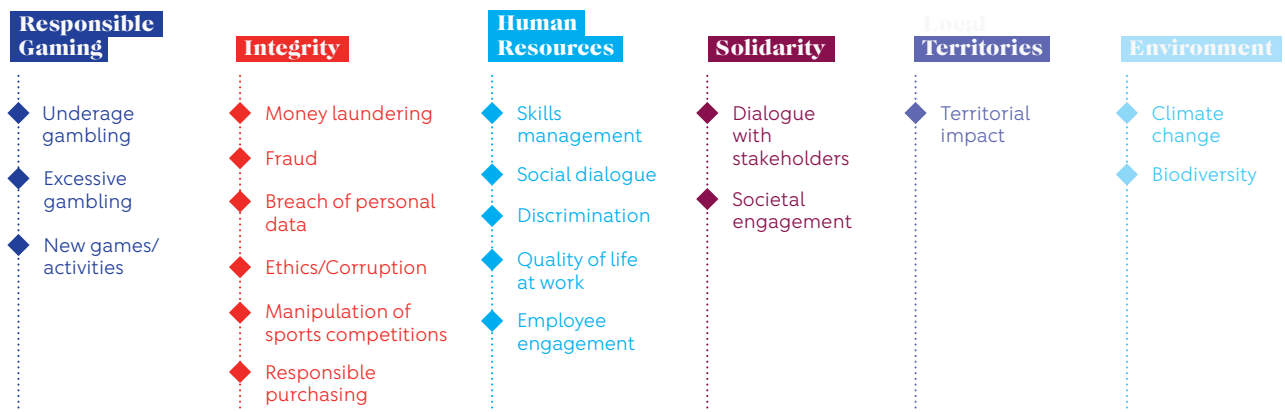 Responsible
Gaming
Underage
gambling
Excessive
gambling
New games/
activities
Integrity
Money laundering
Fraud
Breach of personal
data
Ethics/Corruption
Manipulation of
sports competitions
Responsible
purchasing
Human
Resources
Skills
management
Social dialogue
Discrimination
Quality of life
at work
Employee
engagement
Solidarity
Dialogue
with
stakeholders
Societal
engagement
Local
Territories
Territorial
impact
Environment
Climate
change
Biodiversity